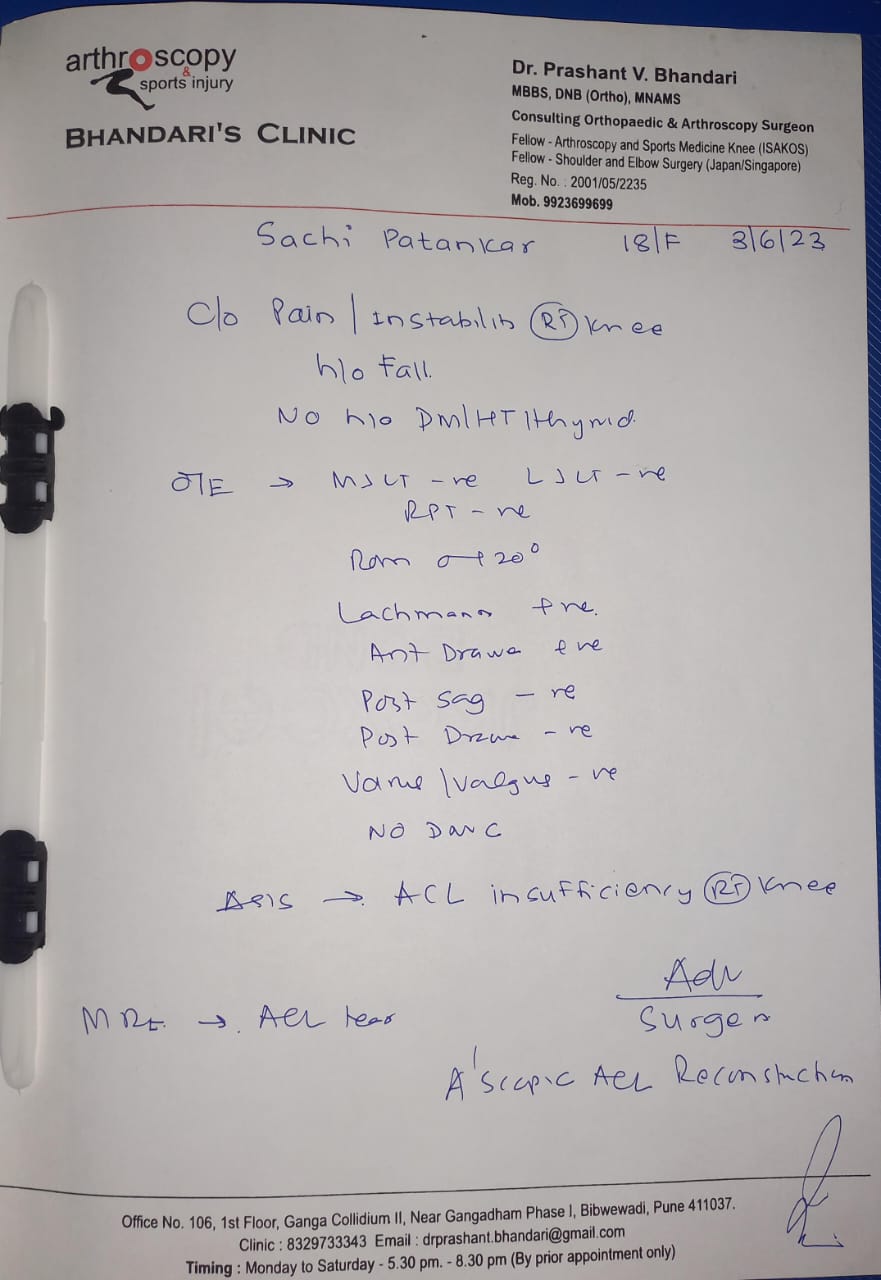 arthroscopy
&
sports injury
BHANDARI'S CLINIC
Dr. Prashant V. Bhandari
MBBS, DNB (Ortho), MNAMS
Consulting Orthopaedic & Arthroscopy Surgeon
Fellow - Arthroscopy and Sports Medicine Knee (ISAKOS)
Fellow - Shoulder and Elbow Surgery (Japan/Singapore)
Reg. No. : 2001/05/2235
Mob. 9923699699
Sachi Patankar 18/F 3/6/23
C/o Pain / Instability RT Knee
h/o Fall.
No h/o DM/HT/thyroid.
O/E → MJLT -ve LJLT -ve
RPT -ve
Rom 0-120°
Lachmann +ve.
Ant Drawer +ve
Post Sag -ve
Post Drawer -ve
Varus / Valgus -ve
NO DNVC
→ ACL insufficiency RT Knee
MRI → ACL tear
Adv
Surgery
A'scopic ACL Reconstruction
Office No. 106, 1st Floor, Ganga Collidium II, Near Gangadham Phase I, Bibwewadi, Pune 411037.
Clinic : 8329733343 Email : drprashant.bhandari@gmail.com
Timing : Monday to Saturday - 5.30 pm. - 8.30 pm (By prior appointment only)